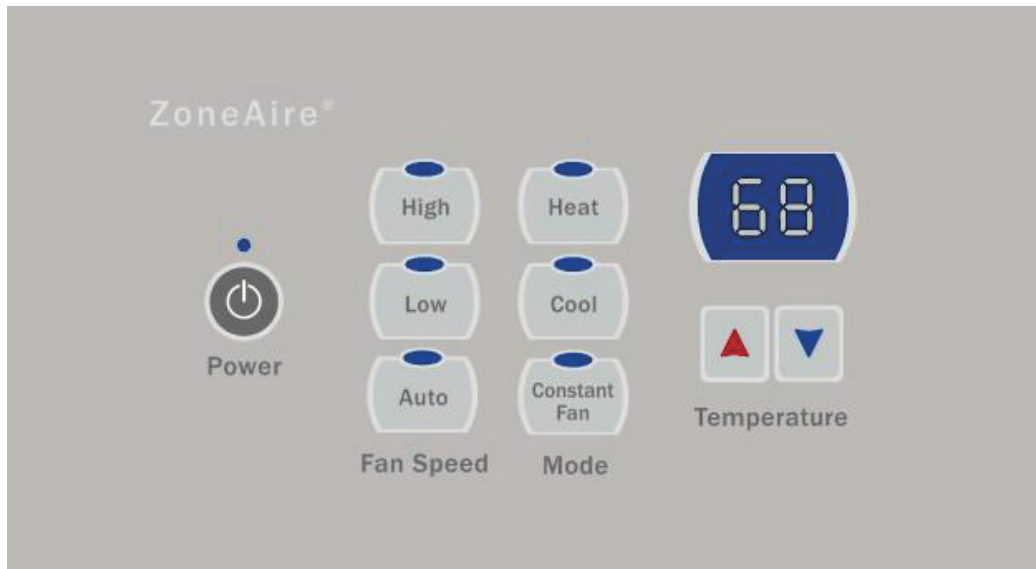 ZoneAire®
68
High
Heat
Low
Cool
Power
Auto
Constant
Fan
Temperature
Fan Speed
Mode